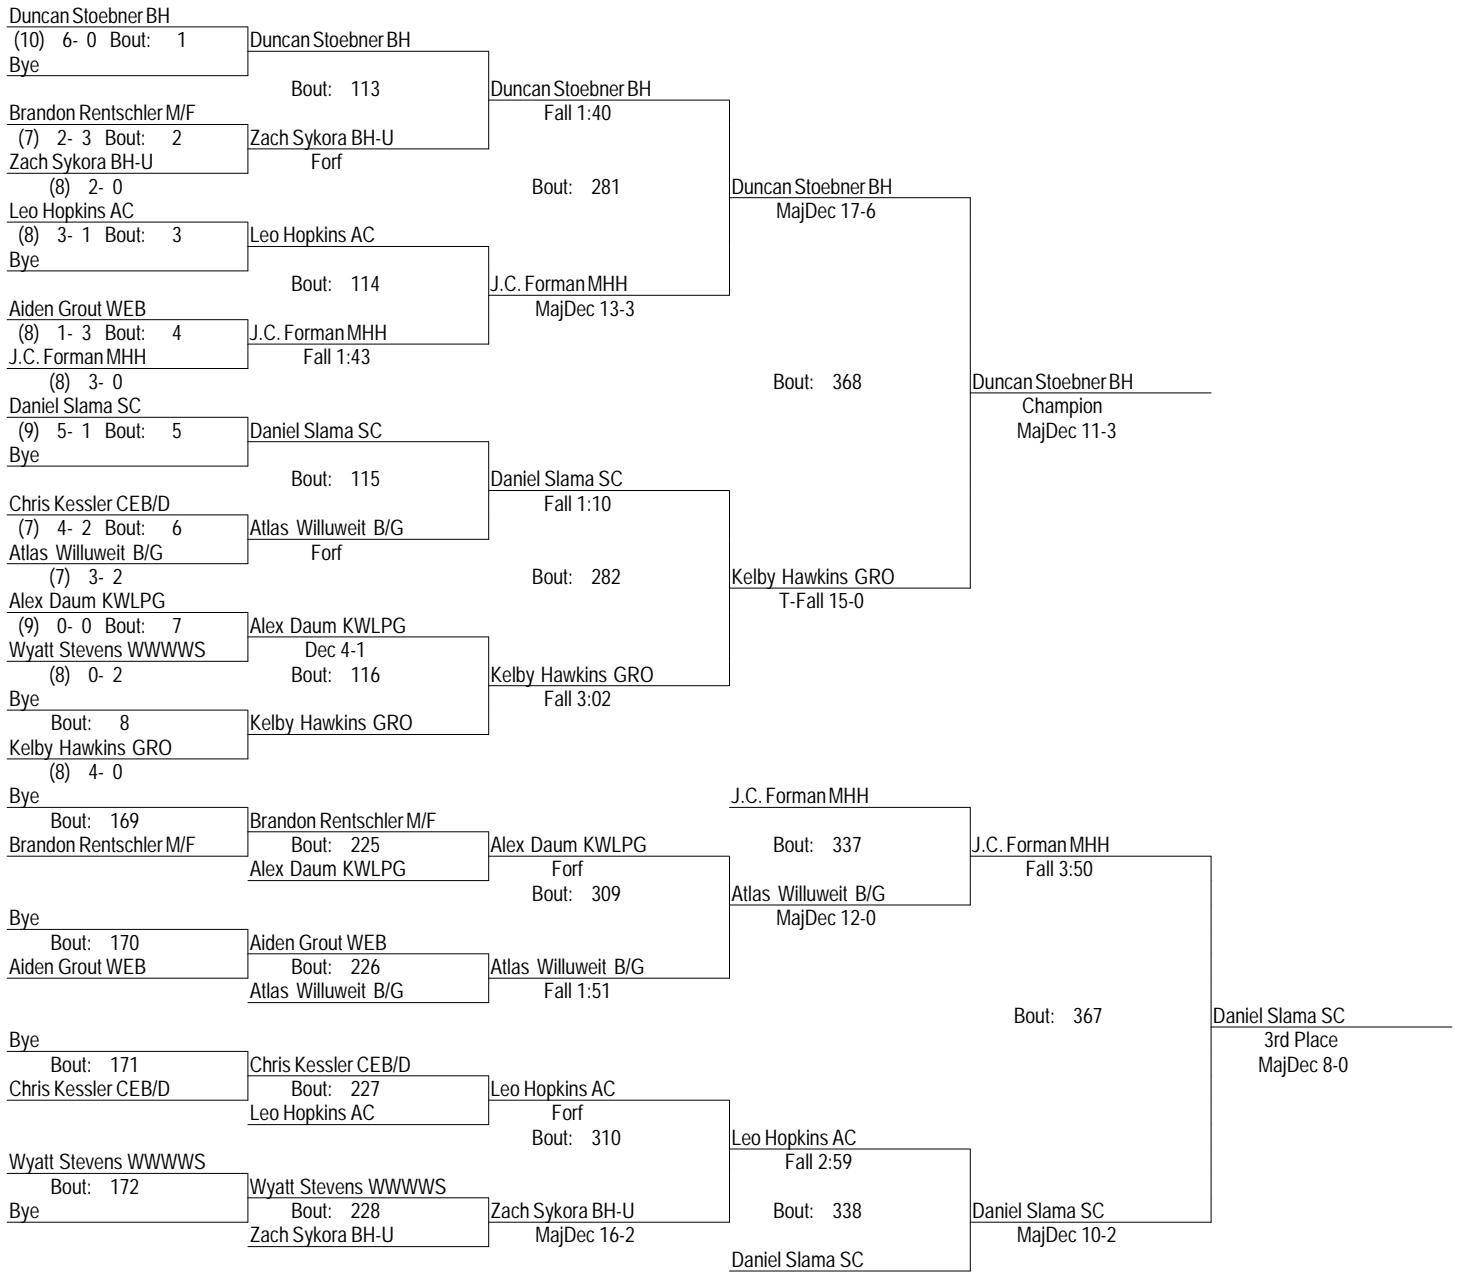 Duncan Stoebner BH
(10) 6- 0 Bout: 1
Duncan Stoebner BH
Bye
Bout: 113
Duncan Stoebner BH
Brandon Rentschler M/F
Fall 1:40
(7) 2- 3 Bout: 2
Zach Sykora BH-U
Zach Sykora BH-U
Forf
(8) 2- 0
Bout: 281
Duncan Stoebner BH
Leo Hopkins AC
MajDec 17-6
(8) 3- 1 Bout: 3
Leo Hopkins AC
Bye
Bout: 114
J.C. Forman MHH
Aiden Grout WEB
MajDec 13-3
(8) 1- 3 Bout: 4
J.C. Forman MHH
J.C. Forman MHH
Fall 1:43
(8) 3- 0
Bout: 368
Duncan Stoebner BH
Daniel Slama SC
Champion
(9) 5- 1 Bout: 5
Daniel Slama SC
MajDec 11-3
Bye
Bout: 115
Daniel Slama SC
Chris Kessler CEB/D
Fall 1:10
(7) 4- 2 Bout: 6
Atlas Willuweit B/G
Atlas Willuweit B/G
Forf
(7) 3- 2
Bout: 282
Kelby Hawkins GRO
Alex Daum KWLPG
T-Fall 15-0
(9) 0- 0 Bout: 7
Alex Daum KWLPG
Wyatt Stevens WWWWS
Dec 4-1
(8) 0- 2
Bout: 116
Kelby Hawkins GRO
Bye
Fall 3:02
Bout: 8
Kelby Hawkins GRO
Kelby Hawkins GRO
(8) 4- 0
Bye
J.C. Forman MHH
Bout: 169
Brandon Rentschler M/F
Brandon Rentschler M/F
Bout: 225
Alex Daum KWLPG
Bout: 337
J.C. Forman MHH
Alex Daum KWLPG
Forf
Fall 3:50
Bout: 309
Atlas Willuweit B/G
Bye
MajDec 12-0
Bout: 170
Aiden Grout WEB
Aiden Grout WEB
Bout: 226
Atlas Willuweit B/G
Atlas Willuweit B/G
Fall 1:51
Bout: 367
Daniel Slama SC
Bye
3rd Place
Bout: 171
Chris Kessler CEB/D
MajDec 8-0
Chris Kessler CEB/D
Bout: 227
Leo Hopkins AC
Leo Hopkins AC
Forf
Bout: 310
Leo Hopkins AC
Wyatt Stevens WWWWS
Fall 2:59
Bout: 172
Wyatt Stevens WWWWS
Bye
Bout: 228
Zach Sykora BH-U
Bout: 338
Daniel Slama SC
Zach Sykora BH-U
MajDec 16-2
MajDec 10-2
Daniel Slama SC